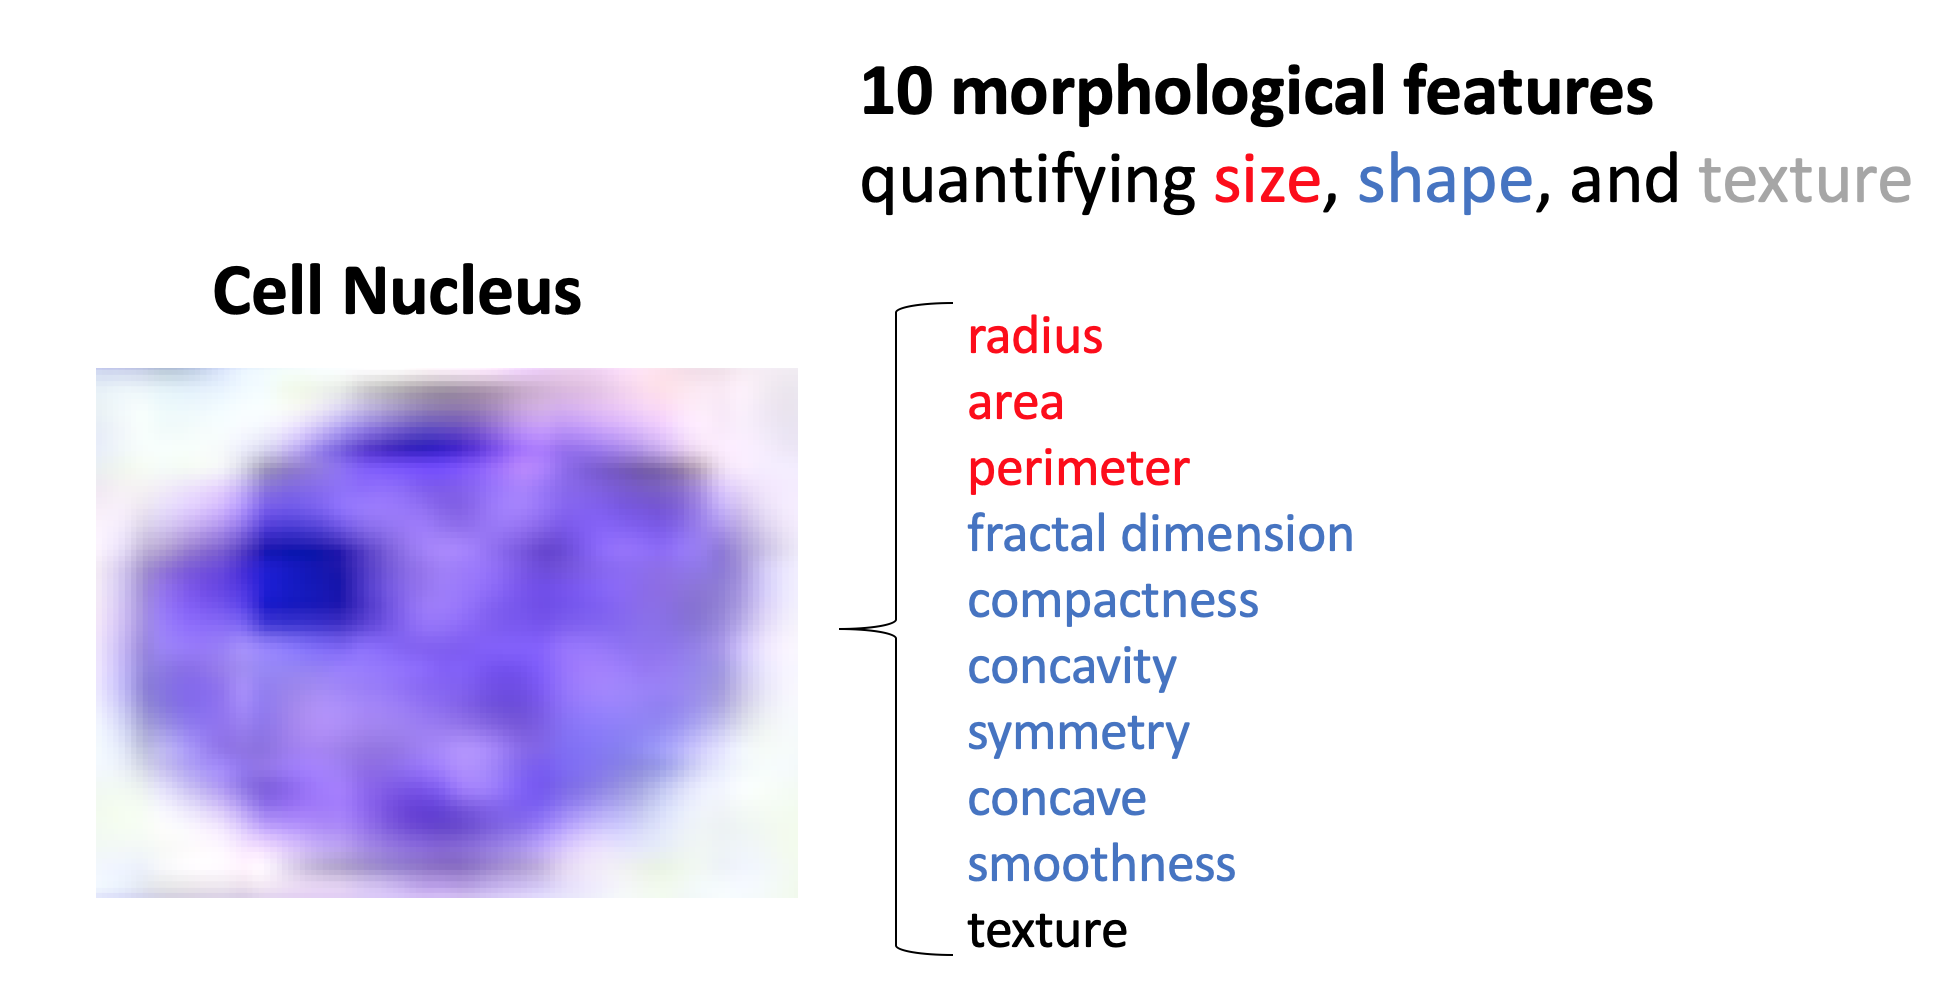 10 morphological features
quantifying size, shape, and texture
Cell Nucleus
radius
area
perimeter
fractal dimension
compactness
concavity
symmetry
concave
smoothness
texture